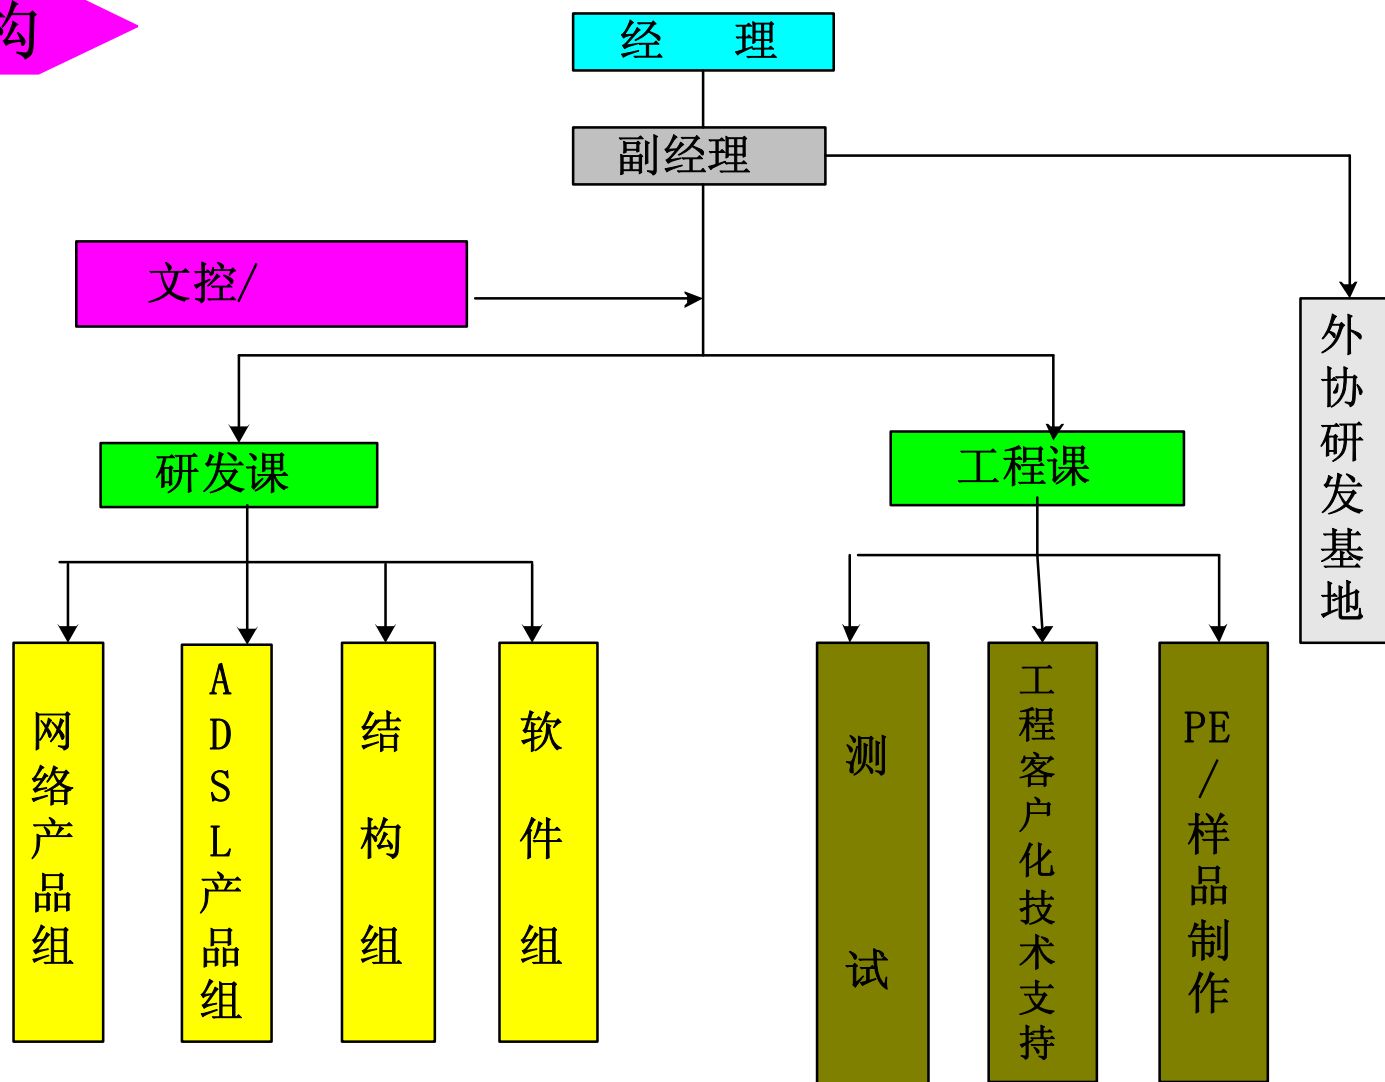 构
经 理
副经理
文控/
外协研发基地
研发课
工程课
网络产品组
ADSL产品组
结构组
软件组
测试
工程客户化技术支持
PE/样品制作